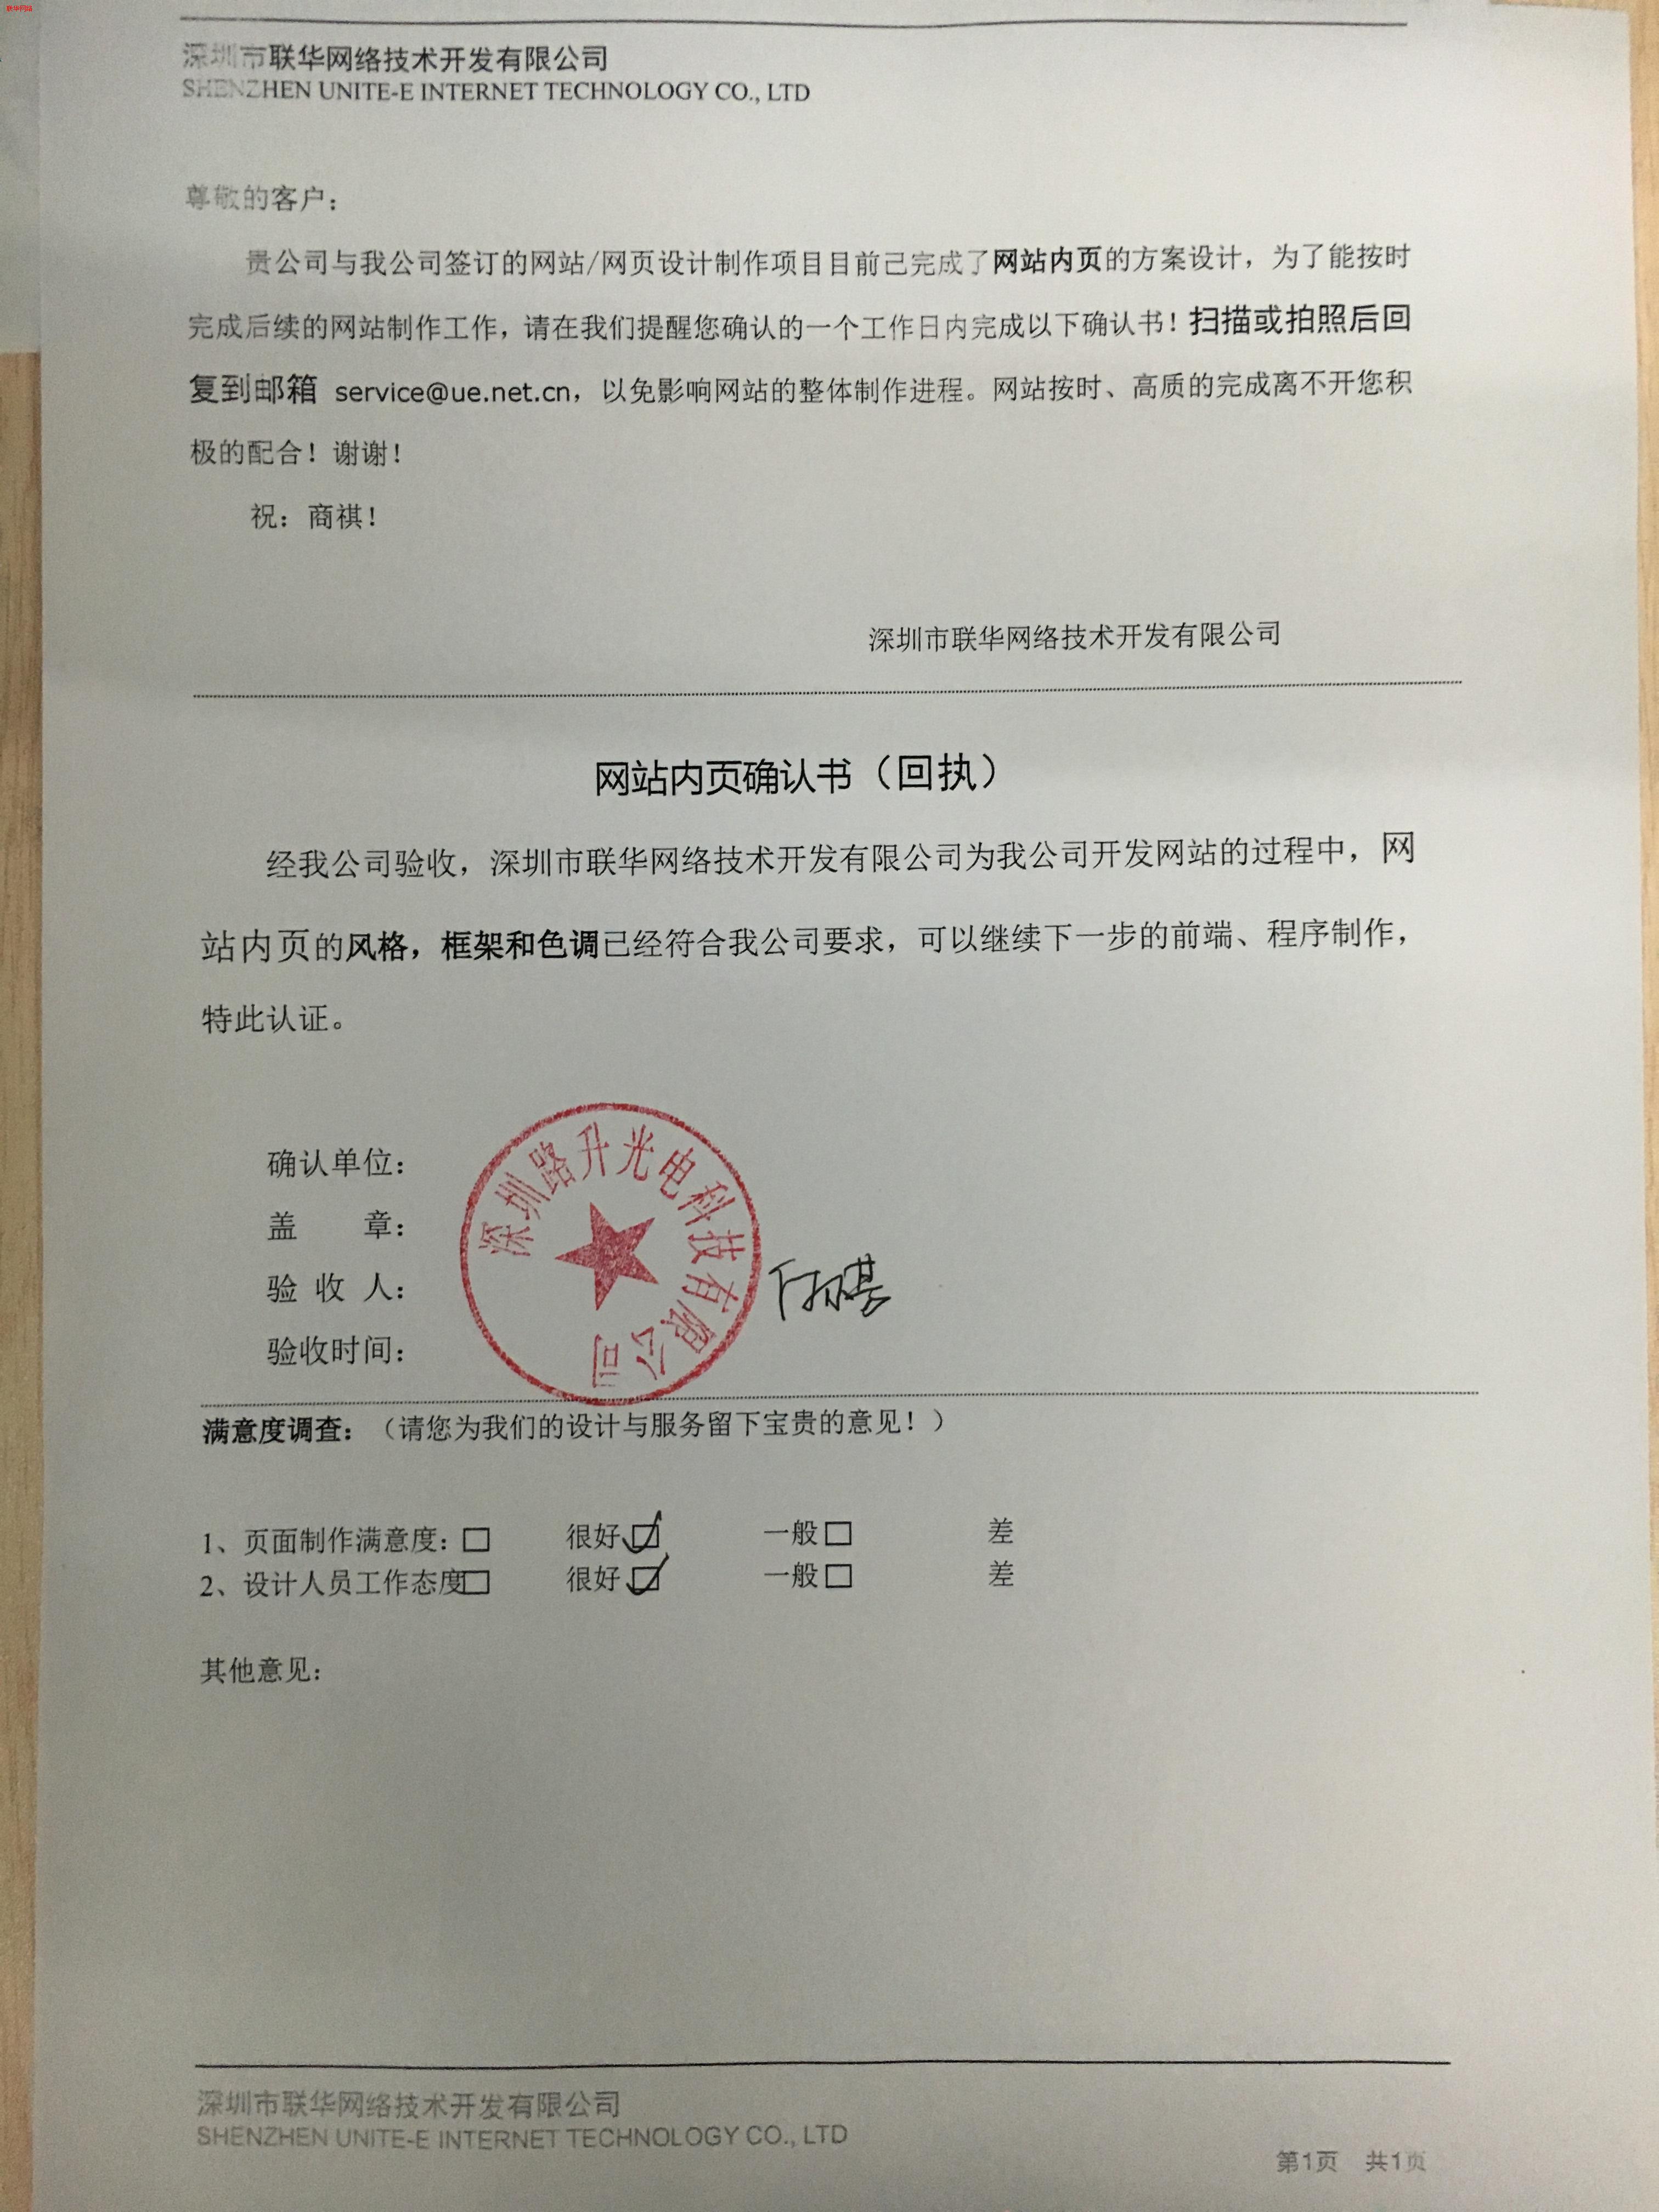 联华网络
深圳市联华网络技术开发有限公司
SHENZHEN UNITE-E INTERNET TECHNOLOGY CO., LTD
尊敬的客户：
贵公司与我公司签订的网站/网页设计制作项目目前已完成了网站内页的方案设计，为了能按时
完成后续的网站制作工作，请在我们提醒您确认的一个工作日内完成以下确认书！扫描或拍照后回
复到邮箱 service@ue.net.cn，以免影响网站的整体制作进程。网站按时、高质的完成离不开您积
极的配合！谢谢！
祝：商祺！
深圳市联华网络技术开发有限公司
网站内页确认书（回执）
经我公司验收，深圳市联华网络技术开发有限公司为我公司开发网站的过程中，网
站内页的风格，框架和色调已经符合我公司要求，可以继续下一步的前端、程序制作，
特此认证。
确认单位：
盖 章：
验 收 人：
验收时间：
深圳路升光电科技有限公司
满意度调查：（请您为我们的设计与服务留下宝贵的意见！）
1、页面制作满意度：□ 很好☑ 一般□ 差
2、设计人员工作态度□ 很好☑ 一般□ 差
其他意见：
深圳市联华网络技术开发有限公司
SHENZHEN UNITE-E INTERNET TECHNOLOGY CO., LTD
第1页 共1页